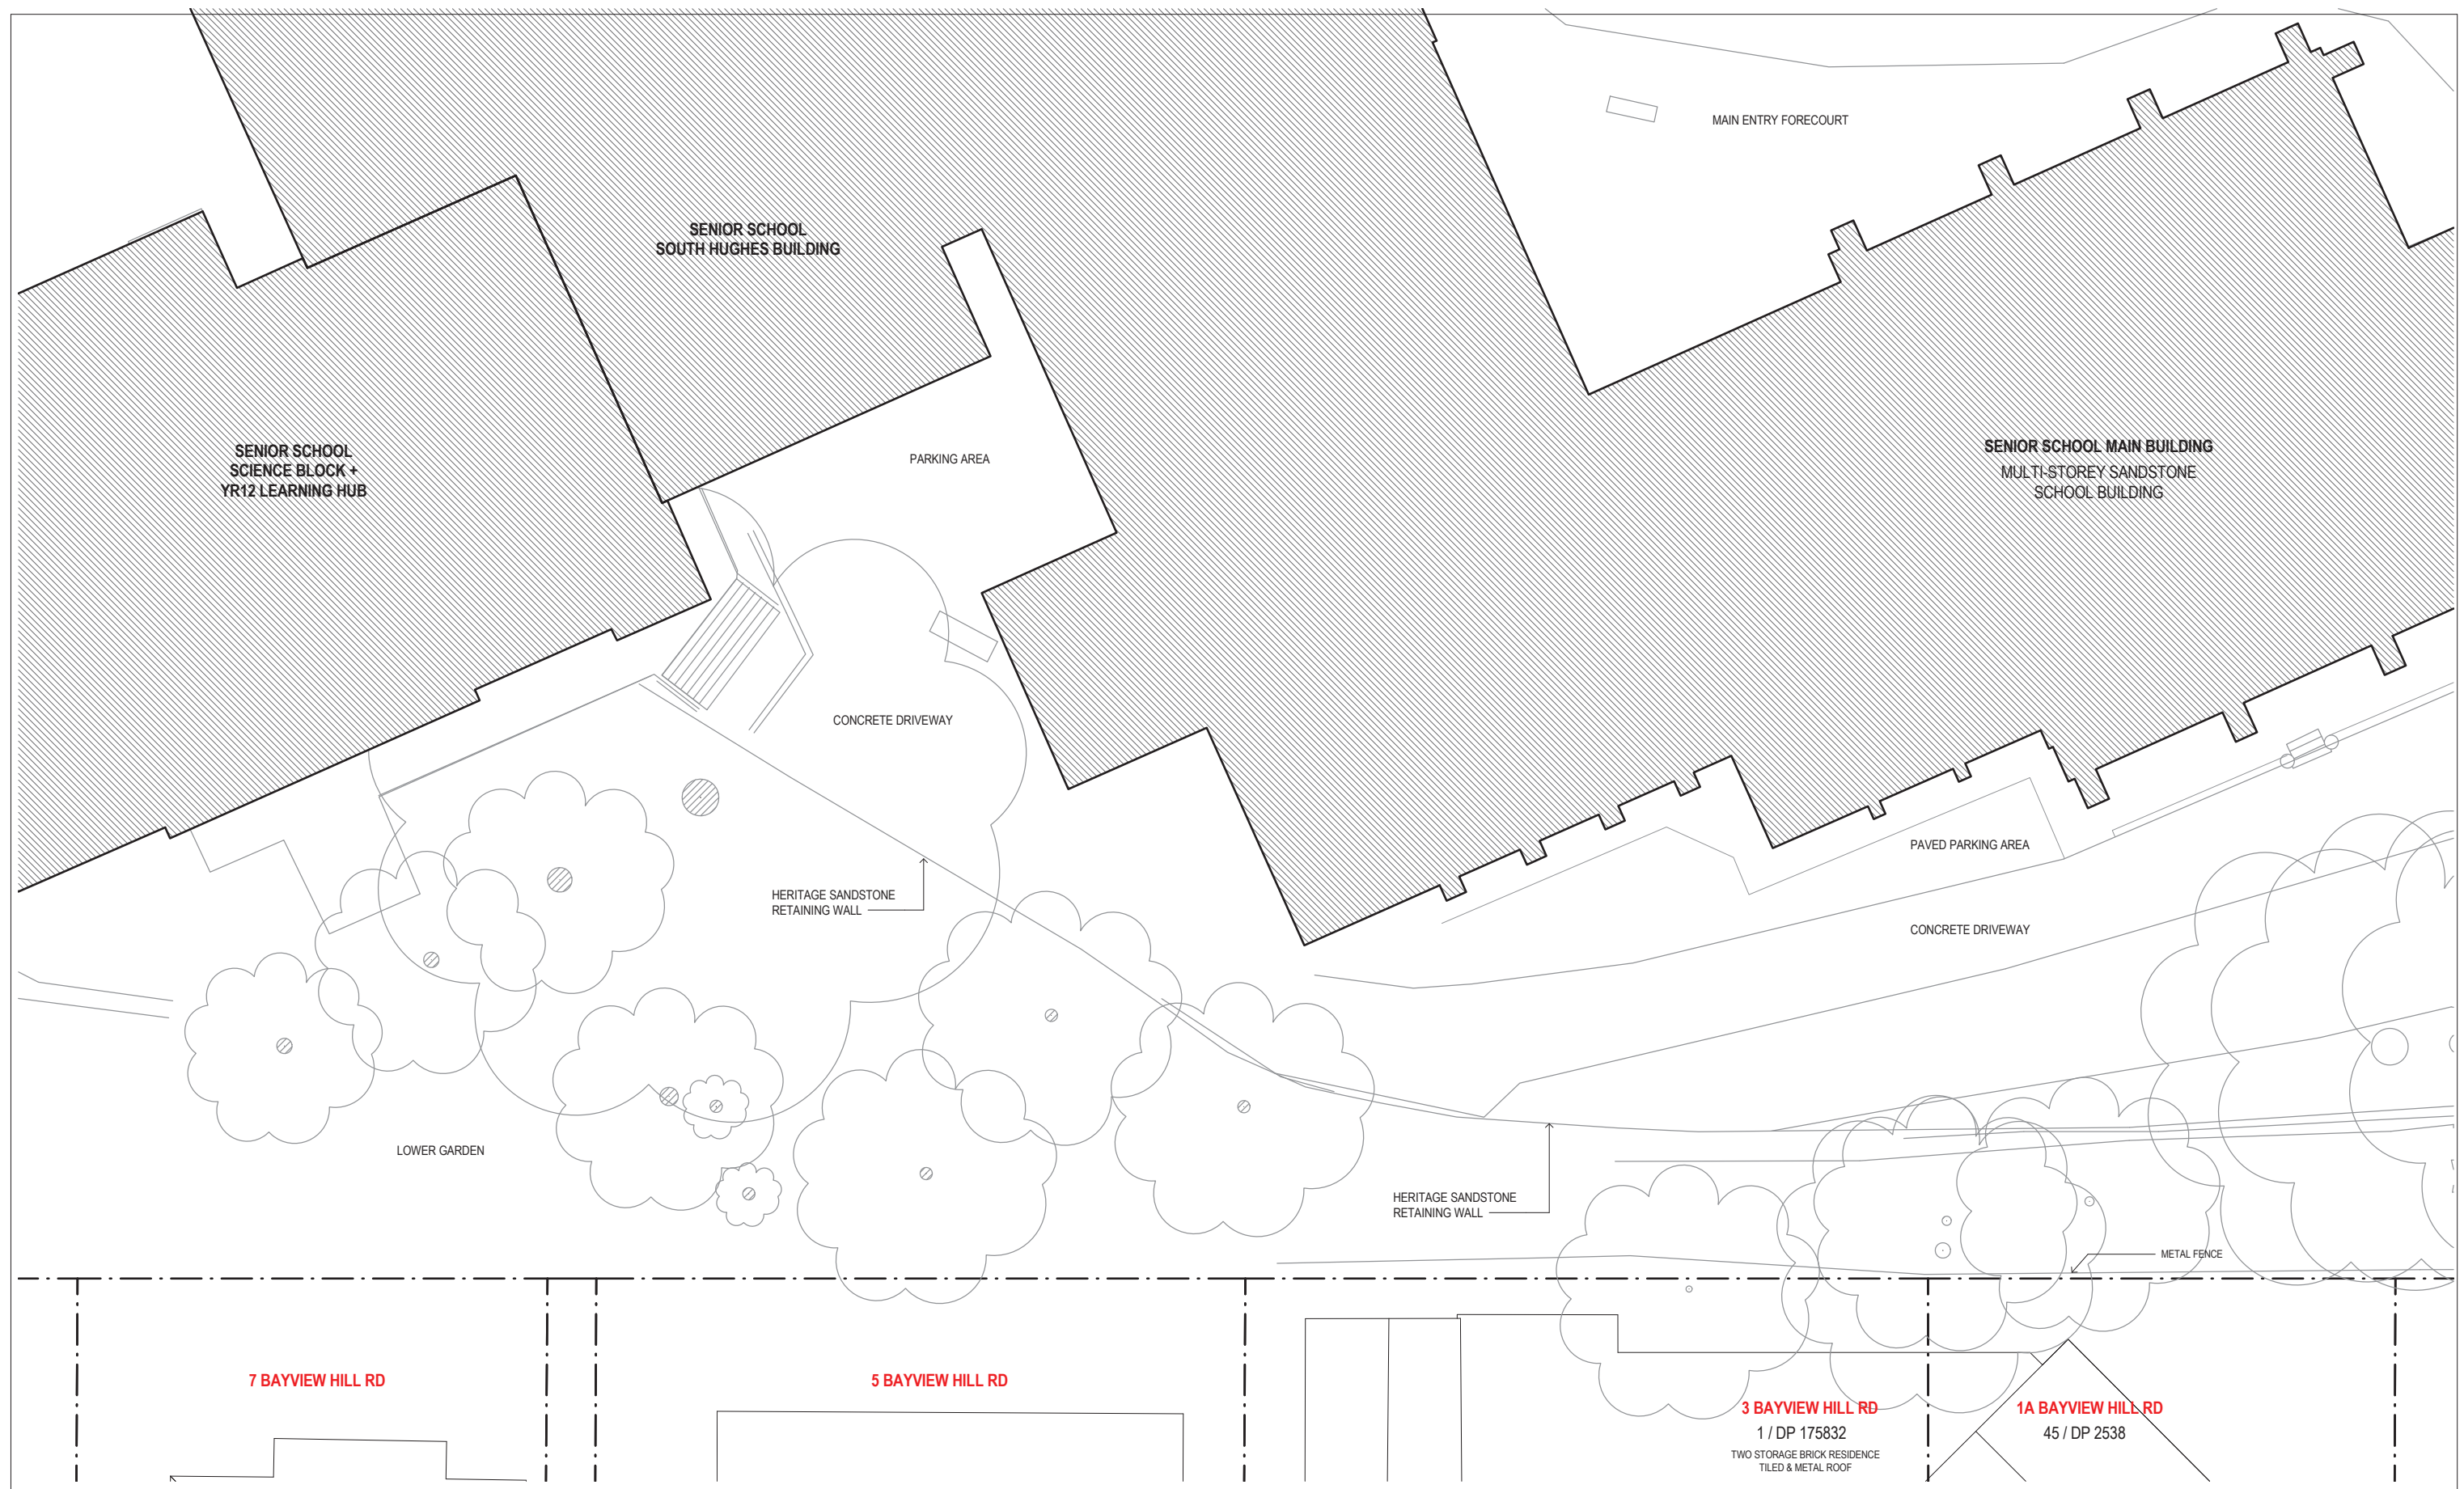 MAIN ENTRY FORECOURT
SENIOR SCHOOL
SOUTH HUGHES BUILDING
SENIOR SCHOOL
SCIENCE BLOCK +
YR12 LEARNING HUB
PARKING AREA
SENIOR SCHOOL MAIN BUILDING
MULTI-STOREY SANDSTONE
SCHOOL BUILDING
CONCRETE DRIVEWAY
PAVED PARKING AREA
HERITAGE SANDSTONE
RETAINING WALL
CONCRETE DRIVEWAY
LOWER GARDEN
HERITAGE SANDSTONE
RETAINING WALL
METAL FENCE
7 BAYVIEW HILL RD
5 BAYVIEW HILL RD
3 BAYVIEW HILL RD
1 / DP 175832
TWO STORAGE BRICK RESIDENCE
TILED & METAL ROOF
1A BAYVIEW HILL RD
45 / DP 2538